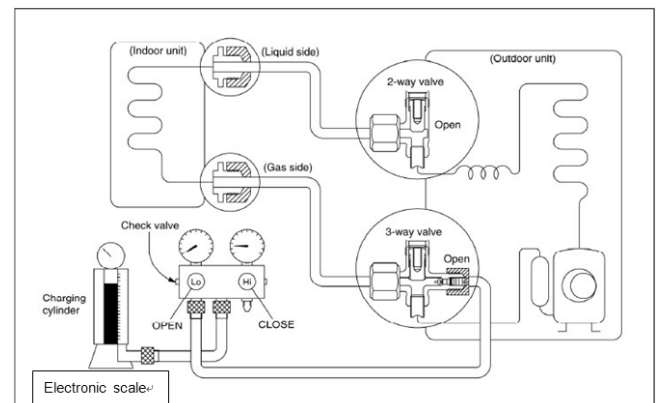 (Indoor unit)
(Liquid side)
(Outdoor unit)
2-way valve
Open
(Gas side)
3-way valve
Open
Check valve
Lo
Hi
Charging
cylinder
OPEN
CLOSE
Electronic scale↵